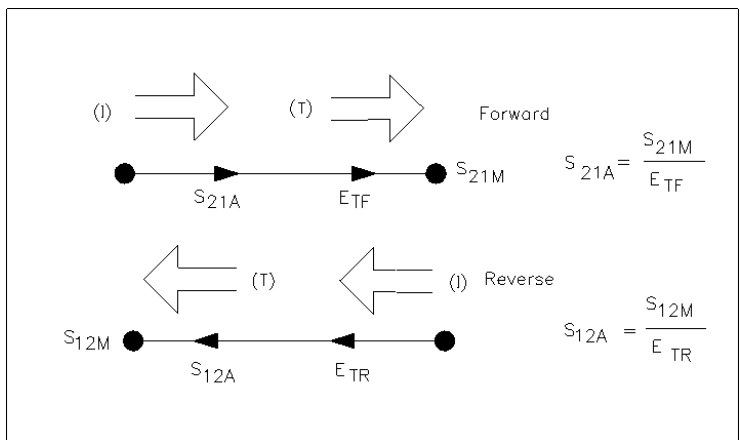 (I)
(T)
Forward
S21A
ETF
S21M
S21A = S21M / ETF
(T)
(I)
Reverse
S12M
S12A
ETR
S12A = S12M / ETR